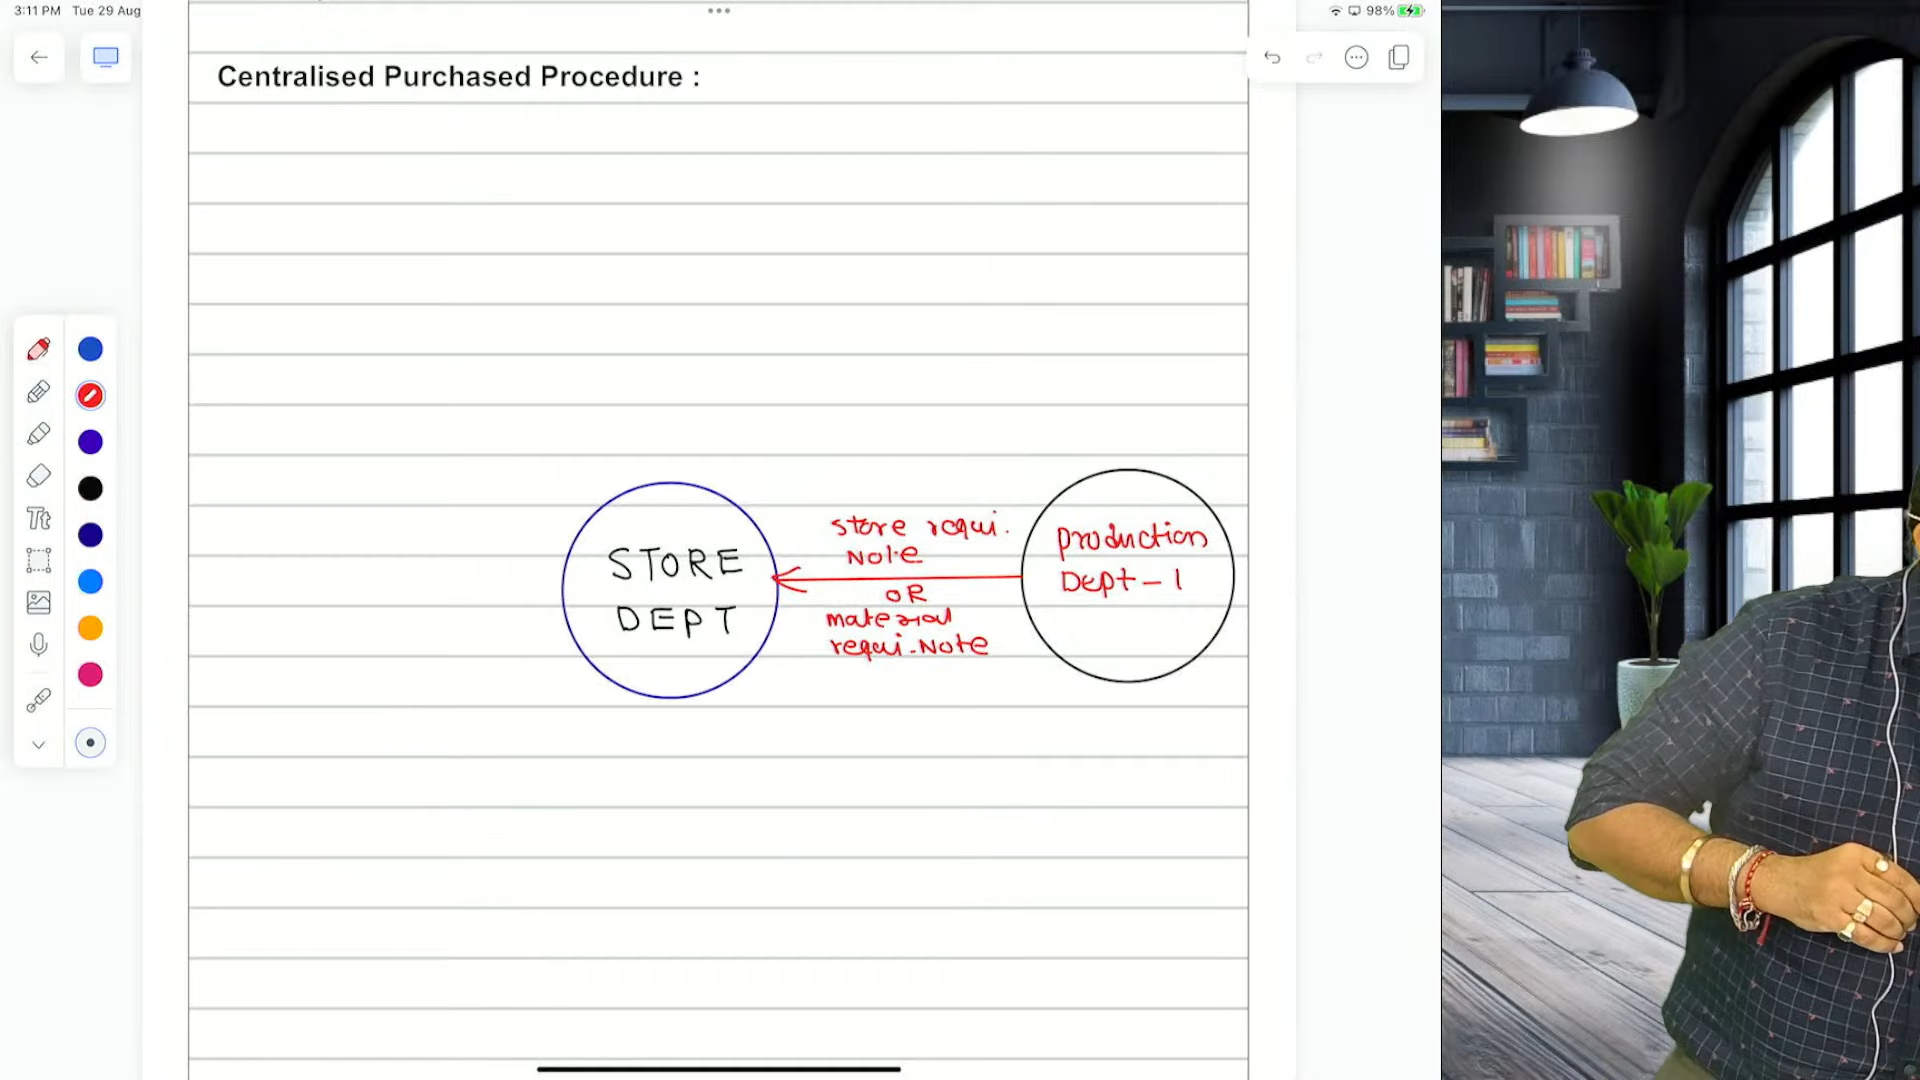 3:11 PM Tue 29 Aug
98%
Centralised Purchased Procedure :
STORE
DEPT
store requi.
Note
OR
material
requi. Note
production
Dept - 1
Tt